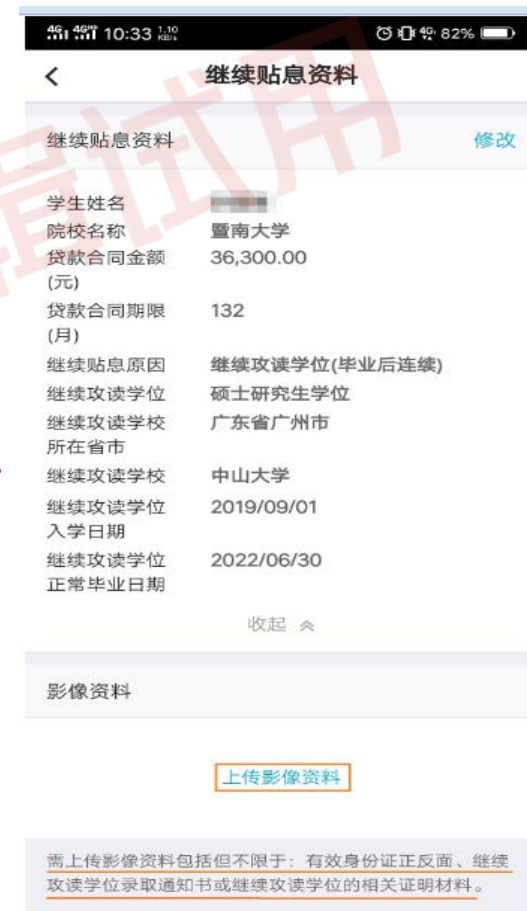 4G 4GHD 10:33 1.10 KB/s 4G 82%
继续贴息资料
继续贴息资料 修改
学生姓名
院校名称 暨南大学
贷款合同金额 36,300.00
(元)
贷款合同期限 132
(月)
继续贴息原因 继续攻读学位(毕业后连续)
继续攻读学位 硕士研究生学位
继续攻读学校 广东省广州市
所在省市
继续攻读学校 中山大学
继续攻读学位 2019/09/01
入学日期
继续攻读学位 2022/06/30
正常毕业日期
收起
影像资料
上传影像资料
需上传影像资料包括但不限于：有效身份证正反面、继续
攻读学位录取通知书或继续攻读学位的相关证明材料。
辑试用